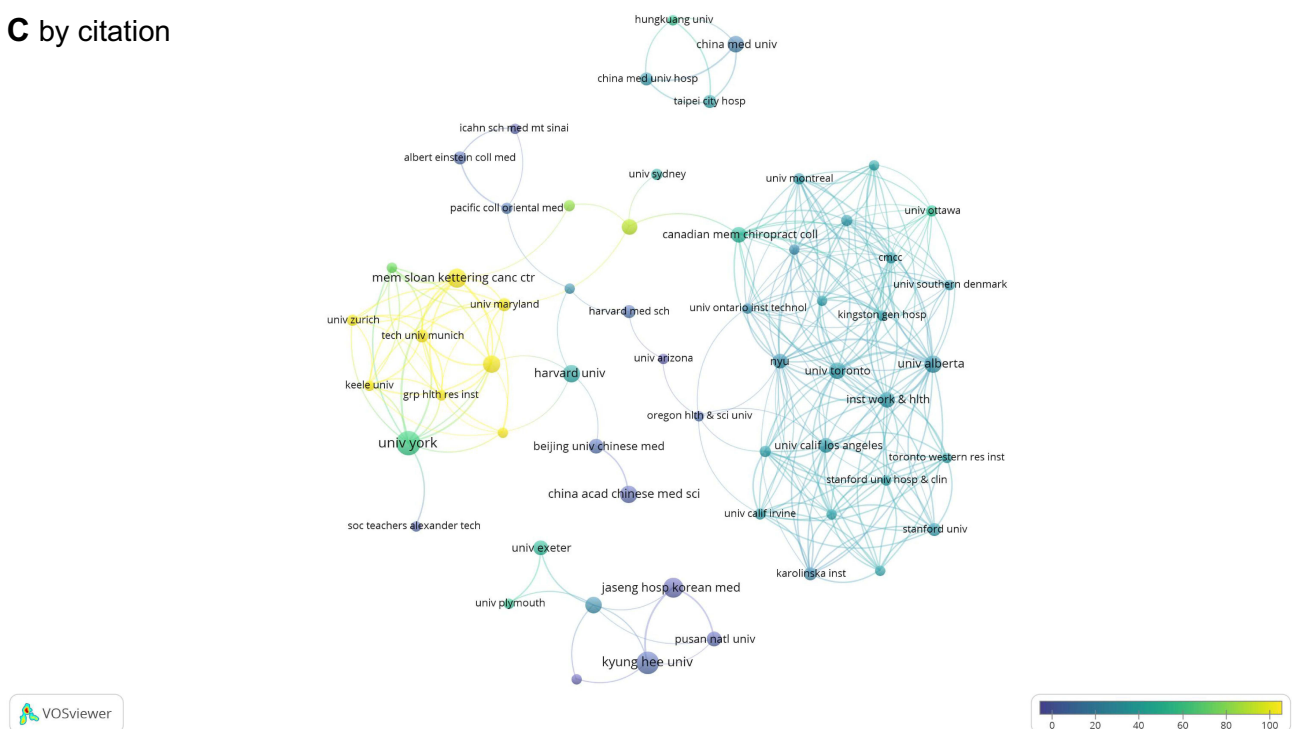 C by citation
hungkuang univ
china med univ
china med univ hosp
taipei city hosp
icahn sch med mt sinai
albert einstein coll med
univ sydney
univ montreal
pacific coll oriental med
univ ottawa
canadian mem chiropract coll
cmcc
mem sloan kettering canc ctr
univ southern denmark
univ maryland
harvard med sch
univ ontario inst technol
kingston gen hosp
univ zurich
tech univ munich
univ arizona
nyu
univ alberta
univ toronto
harvard univ
keele univ
grp hlth res inst
inst work & hlth
oregon hlth & sci univ
univ york
beijing univ chinese med
univ calif los angeles
toronto western res inst
stanford univ hosp & clin
china acad chinese med sci
univ calif irvine
soc teachers alexander tech
stanford univ
univ exeter
karolinska inst
jaseng hosp korean med
univ plymouth
pusan natl univ
kyung hee univ
VOSviewer
0 20 40 60 80 100